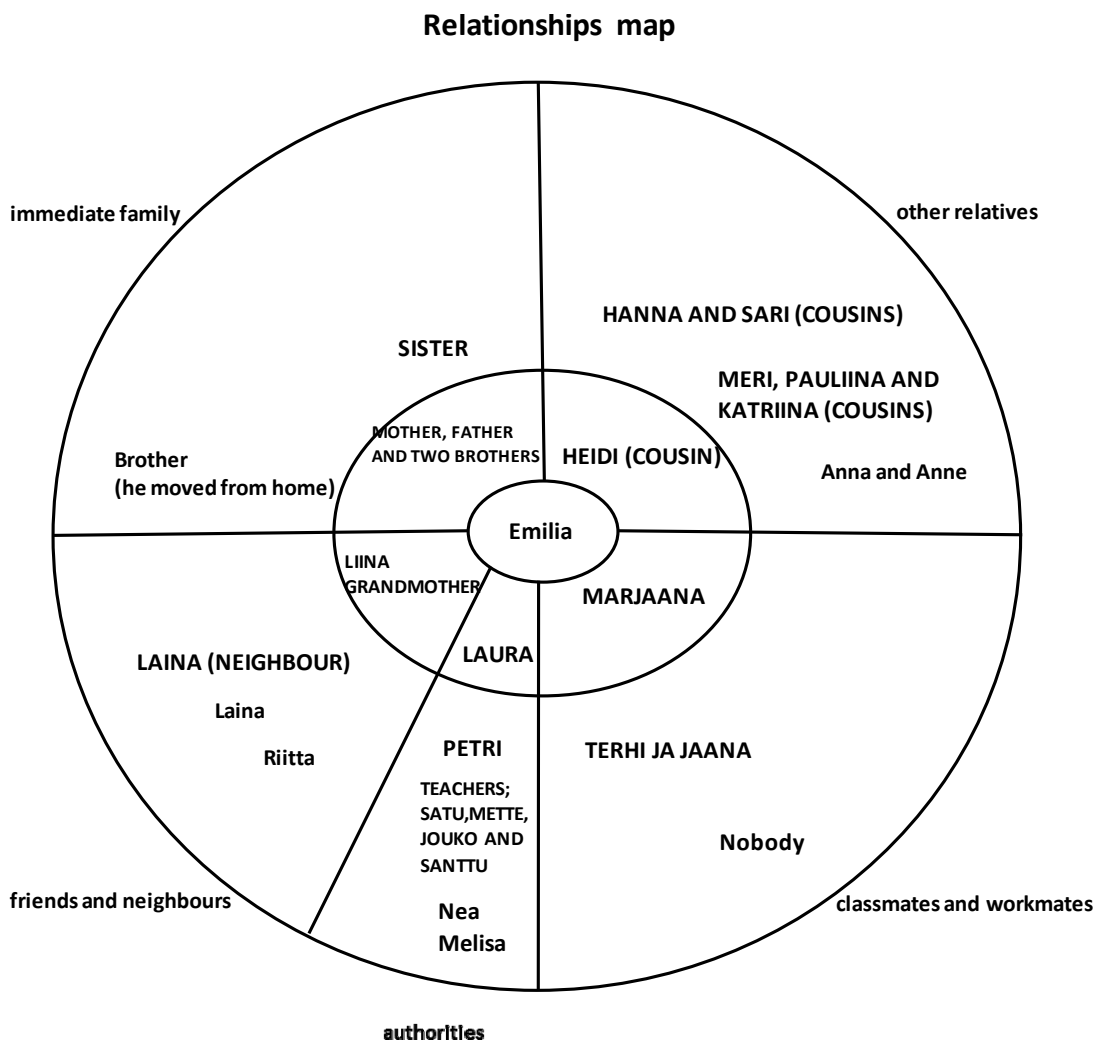 Relationships map
immediate family
other relatives
HANNA AND SARI (COUSINS)
SISTER
MERI, PAULIINA AND
KATRIINA (COUSINS)
MOTHER, FATHER
AND TWO BROTHERS
HEIDI (COUSIN)
Anna and Anne
Brother
(he moved from home)
Emilia
LIINA
GRANDMOTHER
MARJAANA
LAURA
LAINA (NEIGHBOUR)
Laina
Riitta
PETRI
TEACHERS;
SATU,METTE,
JOUKO AND
SANTTU
Nea
Melisa
TERHI JA JAANA
Nobody
friends and neighbours
classmates and workmates
authorities